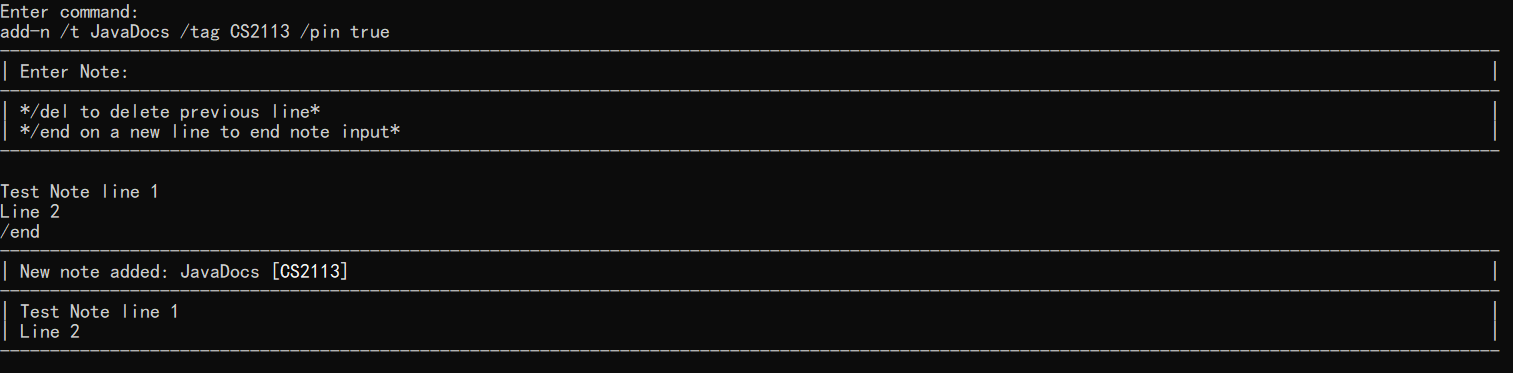 Enter command:
add-n /t JavaDocs /tag CS2113 /pin true
| Enter Note: |
| */del to delete previous line* |
| */end on a new line to end note input* |
Test Note line 1
Line 2
/end
| New note added: JavaDocs [CS2113] |
| Test Note line 1 |
| Line 2 |